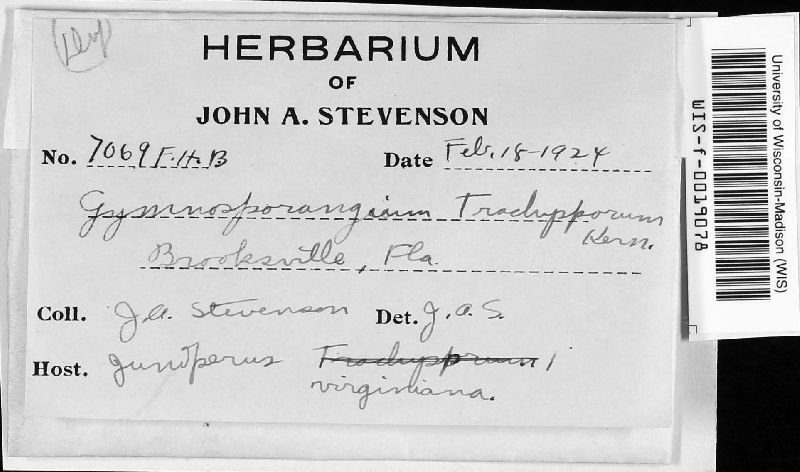 HERBARIUM
OF
JOHN A. STEVENSON
No. 7069 F.H.B Date Feb. 18-1924
Gymnosporangium Trachypporum
Kern.
Brooksville, Fla.
Coll. J.A. Stevenson Det. J.A.S.
Host. Juniperus
virginiana.
University of Wisconsin-Madison (WIS)
WIS-f-0019078